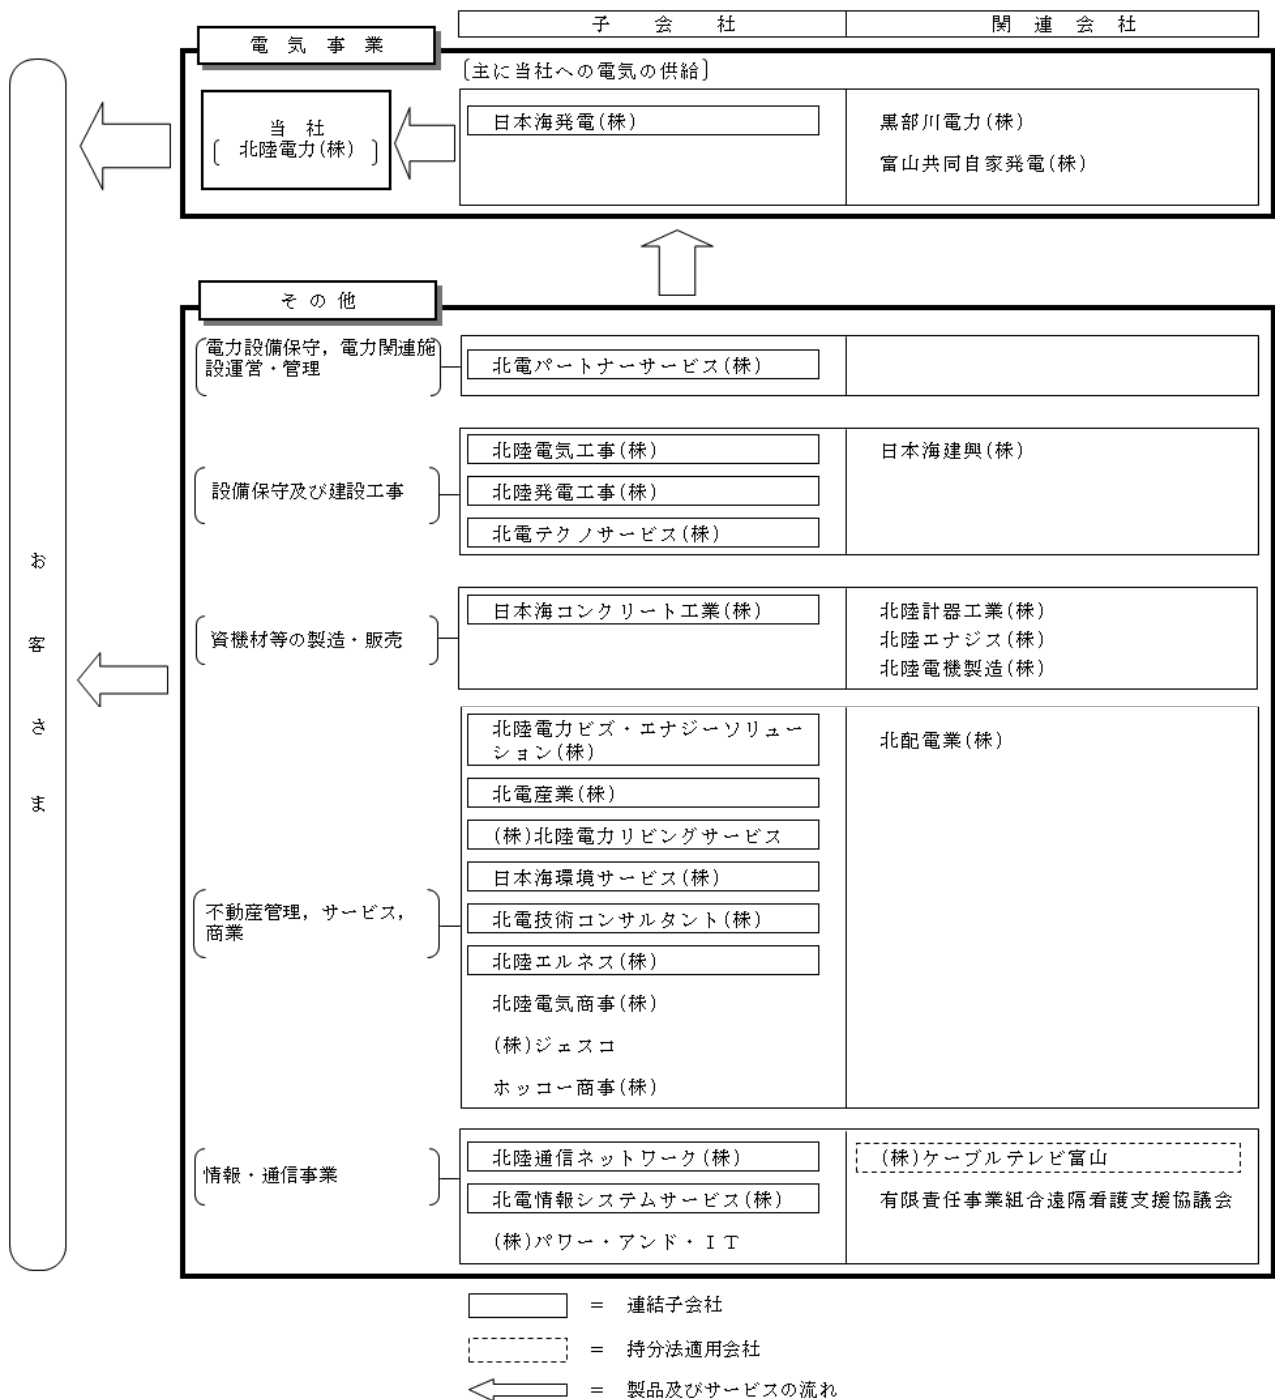 子会社
関連会社
電気事業
〔主に当社への電気の供給〕
当社
〔北陸電力(株)〕
日本海発電(株)
黒部川電力(株)
富山共同自家発電(株)
その他
電力設備保守，電力関連施
設運営・管理
北電パートナーサービス(株)
設備保守及び建設工事
北陸電気工事(株)
北陸発電工事(株)
北電テクノサービス(株)
日本海建興(株)
資機材等の製造・販売
日本海コンクリート工業(株)
北陸計器工業(株)
北陸エナジス(株)
北陸電機製造(株)
不動産管理，サービス，
商業
北陸電力ビズ・エナジーソリュー
ション(株)
北電産業(株)
(株)北陸電力リビングサービス
日本海環境サービス(株)
北電技術コンサルタント(株)
北陸エルネス(株)
北陸電気商事(株)
(株)ジェスコ
ホッコー商事(株)
北配電業(株)
情報・通信事業
北陸通信ネットワーク(株)
北電情報システムサービス(株)
(株)パワー・アンド・ＩＴ
(株)ケーブルテレビ富山
有限責任事業組合遠隔看護支援協議会
お客さま
＝ 連結子会社
＝ 持分法適用会社
＝ 製品及びサービスの流れ